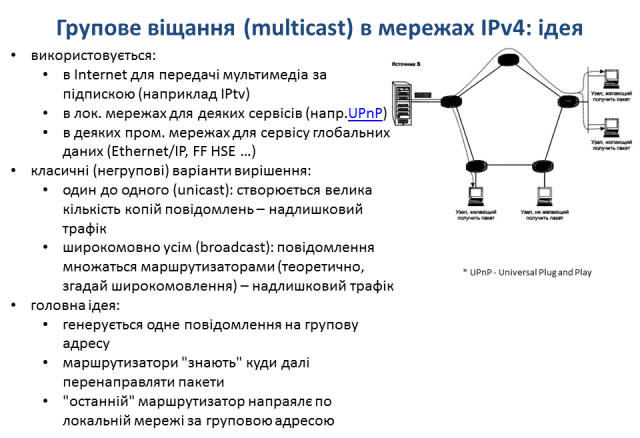 Групове віщання (multicast) в мережах IPv4: ідея
• використовується:
• в Internet для передачі мультимедіа за
підпискою (наприклад IPtv)
• в лок. мережах для деяких сервісів (напр.UPnP)
• в деяких пром. мережах для сервісу глобальних
даних (Ethernet/IP, FF HSE ...)
• класичні (негрупові) варіанти вирішення:
• один до одного (unicast): створюється велика
кількість копій повідомлень – надлишковий
трафік
• широкомовно усім (broadcast): повідомлення
множаться маршрутизаторами (теоретично,
згадай широкомовлення) – надлишковий трафік
• головна ідея:
• генерується одне повідомлення на групову
адресу
• маршрутизатори "знають" куди далі
перенаправляти пакети
• "останній" маршрутизатор напраялє по
локальній мережі за груповою адресою
Источник S
Узел, желающий
получить пакет
Узел, желающий
получить пакет
Узел, желающий
получить пакет
Узел, не желающий
получить пакет
* UPnP - Universal Plug and Play